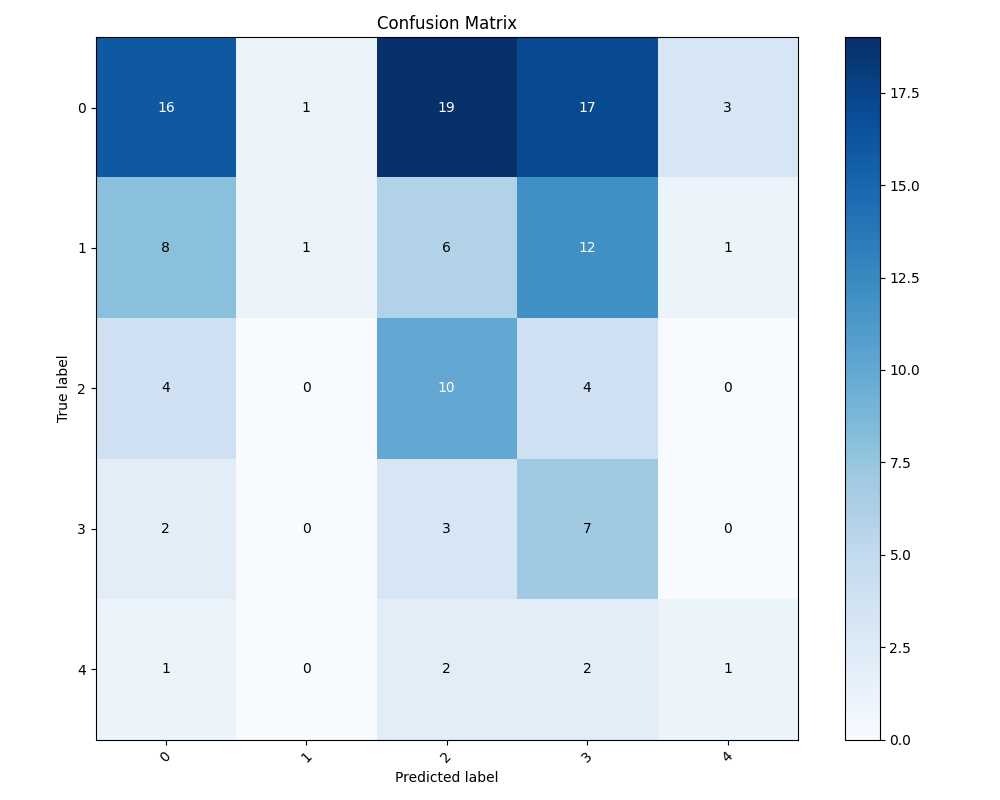 Confusion Matrix
0 16 1 19 17 3
1 8 1 6 12 1
2 4 0 10 4 0
3 2 0 3 7 0
4 1 0 2 2 1
0 1 2 3 4
True label
Predicted label
17.5
15.0
12.5
10.0
7.5
5.0
2.5
0.0